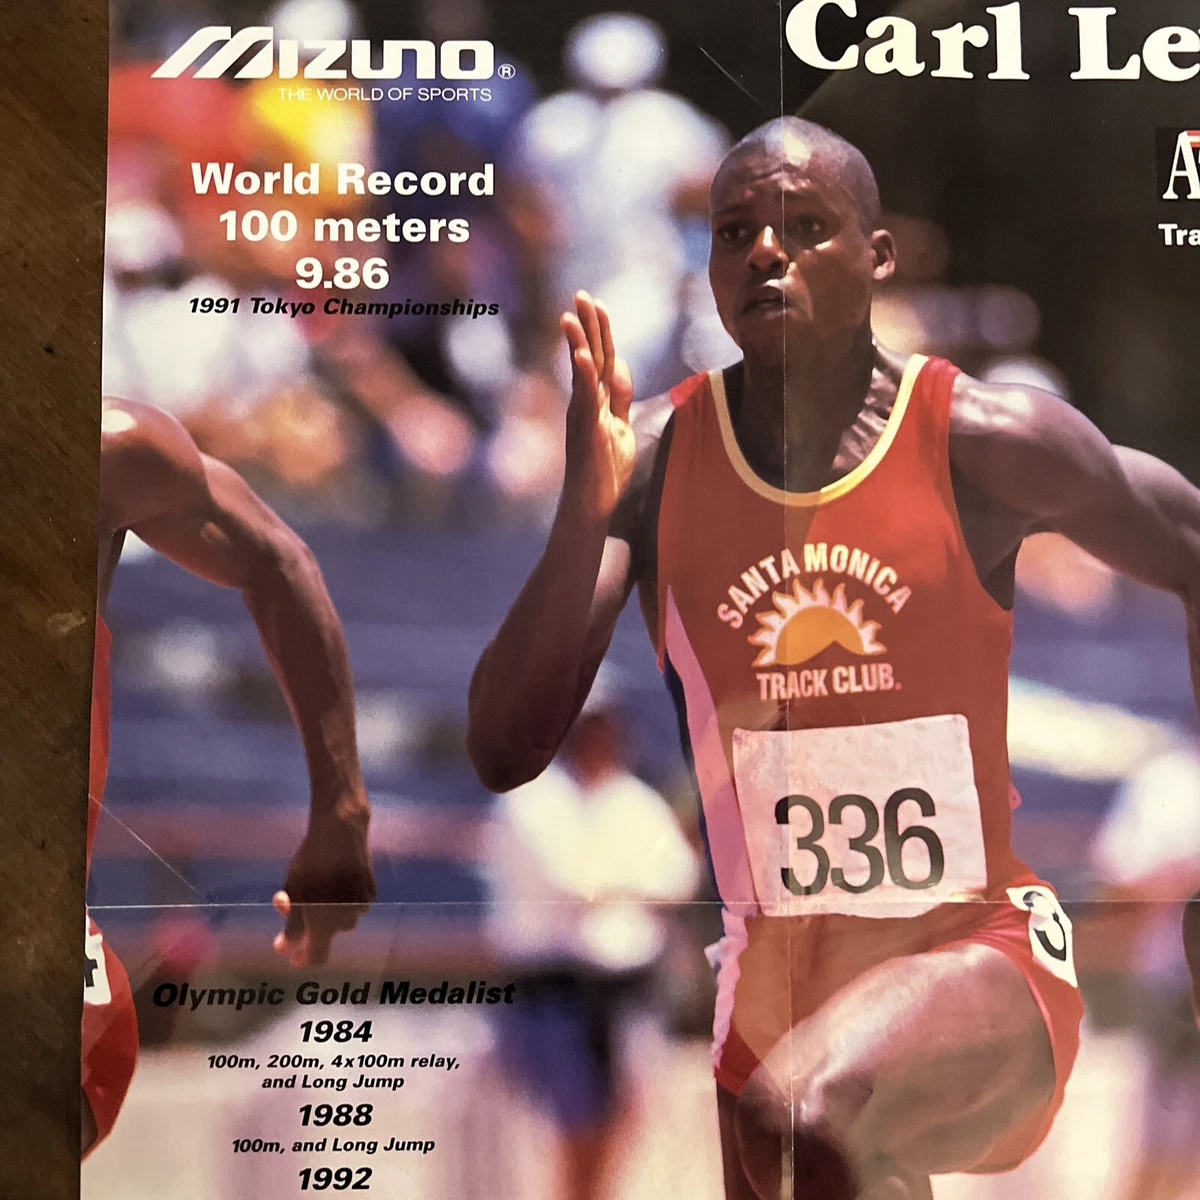 MIZUNO®
THE WORLD OF SPORTS
Carl Le
World Record
100 meters
9.86
1991 Tokyo Championships
A
Tra
SANTA MONICA
TRACK CLUB.
336
3
4
Olympic Gold Medalist
1984
100m, 200m, 4x100m relay,
and Long Jump
1988
100m, and Long Jump
1992